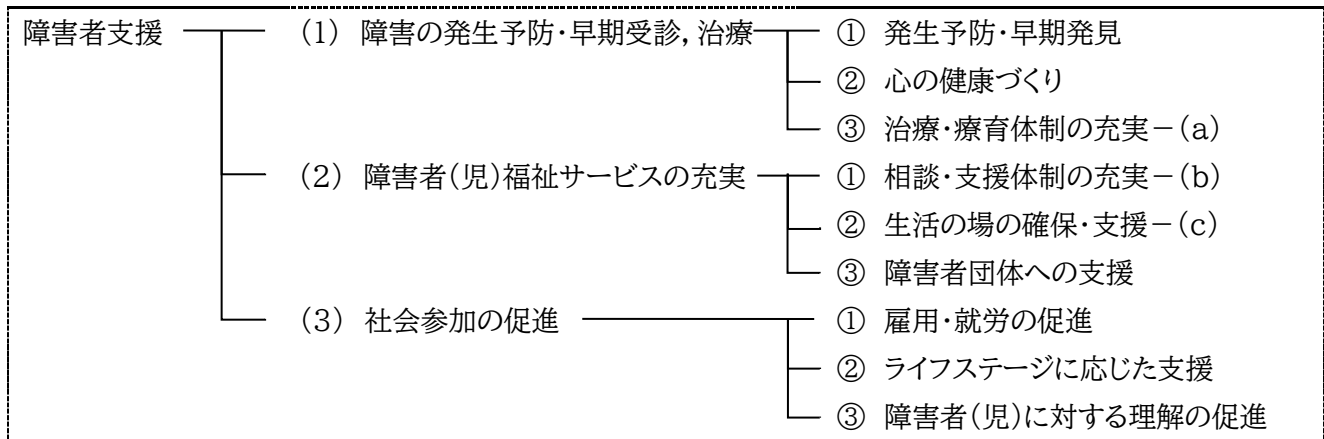 障害者支援 (1) 障害の発生予防・早期受診,治療 ① 発生予防・早期発見
② 心の健康づくり
③ 治療・療育体制の充実-(a)
(2) 障害者(児)福祉サービスの充実 ① 相談・支援体制の充実-(b)
② 生活の場の確保・支援-(c)
③ 障害者団体への支援
(3) 社会参加の促進 ① 雇用・就労の促進
② ライフステージに応じた支援
③ 障害者(児)に対する理解の促進